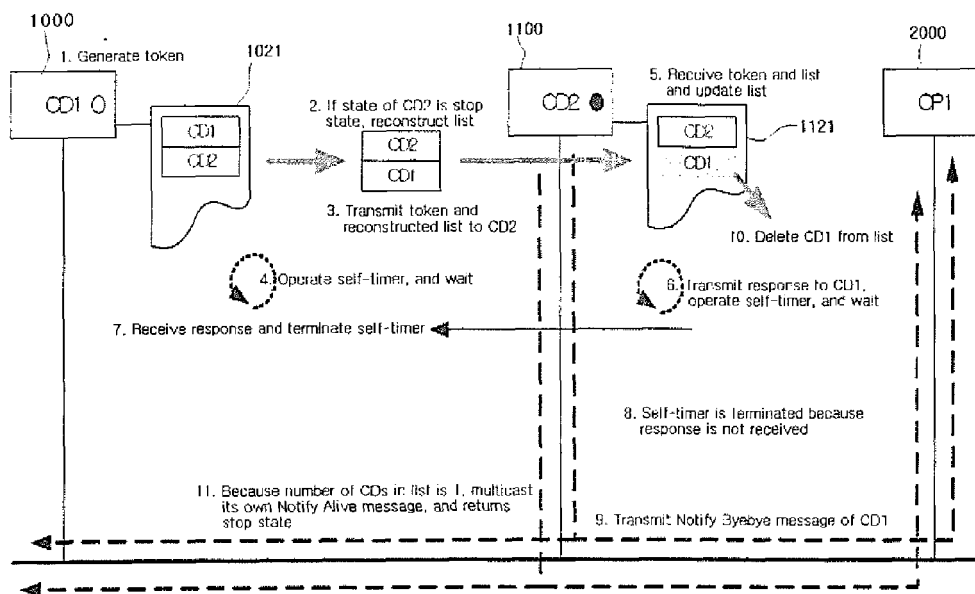 1000
1. Generate token
CD1
1021
CD1
CD2
2. If state of CD2 is stop
state, reconstruct list
CD2
CD1
3. Transmit token and
reconstructed list to CD2
4. Operate self-timer, and wait
7. Receive response and terminate self-timer
1100
CD2
5. Recuive token and list
and update list
CD2
CD1
1121
10. Delete CD1 from list
6. Transmit response to CD1,
operate self-timer, and wait
2000
CP1
8. Self-timer is terminated because
response is not received
11. Because number of CDs in list is 1, multicast
its own Notify Alive message, and returns
stop state
9. Transmit Notify Byebye message of CD1